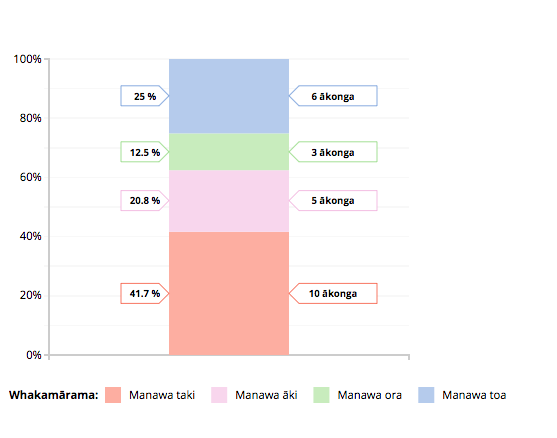 100%
25 %
6 ākonga
80%
12.5 %
3 ākonga
60%
20.8 %
5 ākonga
40%
41.7 %
10 ākonga
20%
0%
Whakamārama: Manawa taki Manawa āki Manawa ora Manawa toa